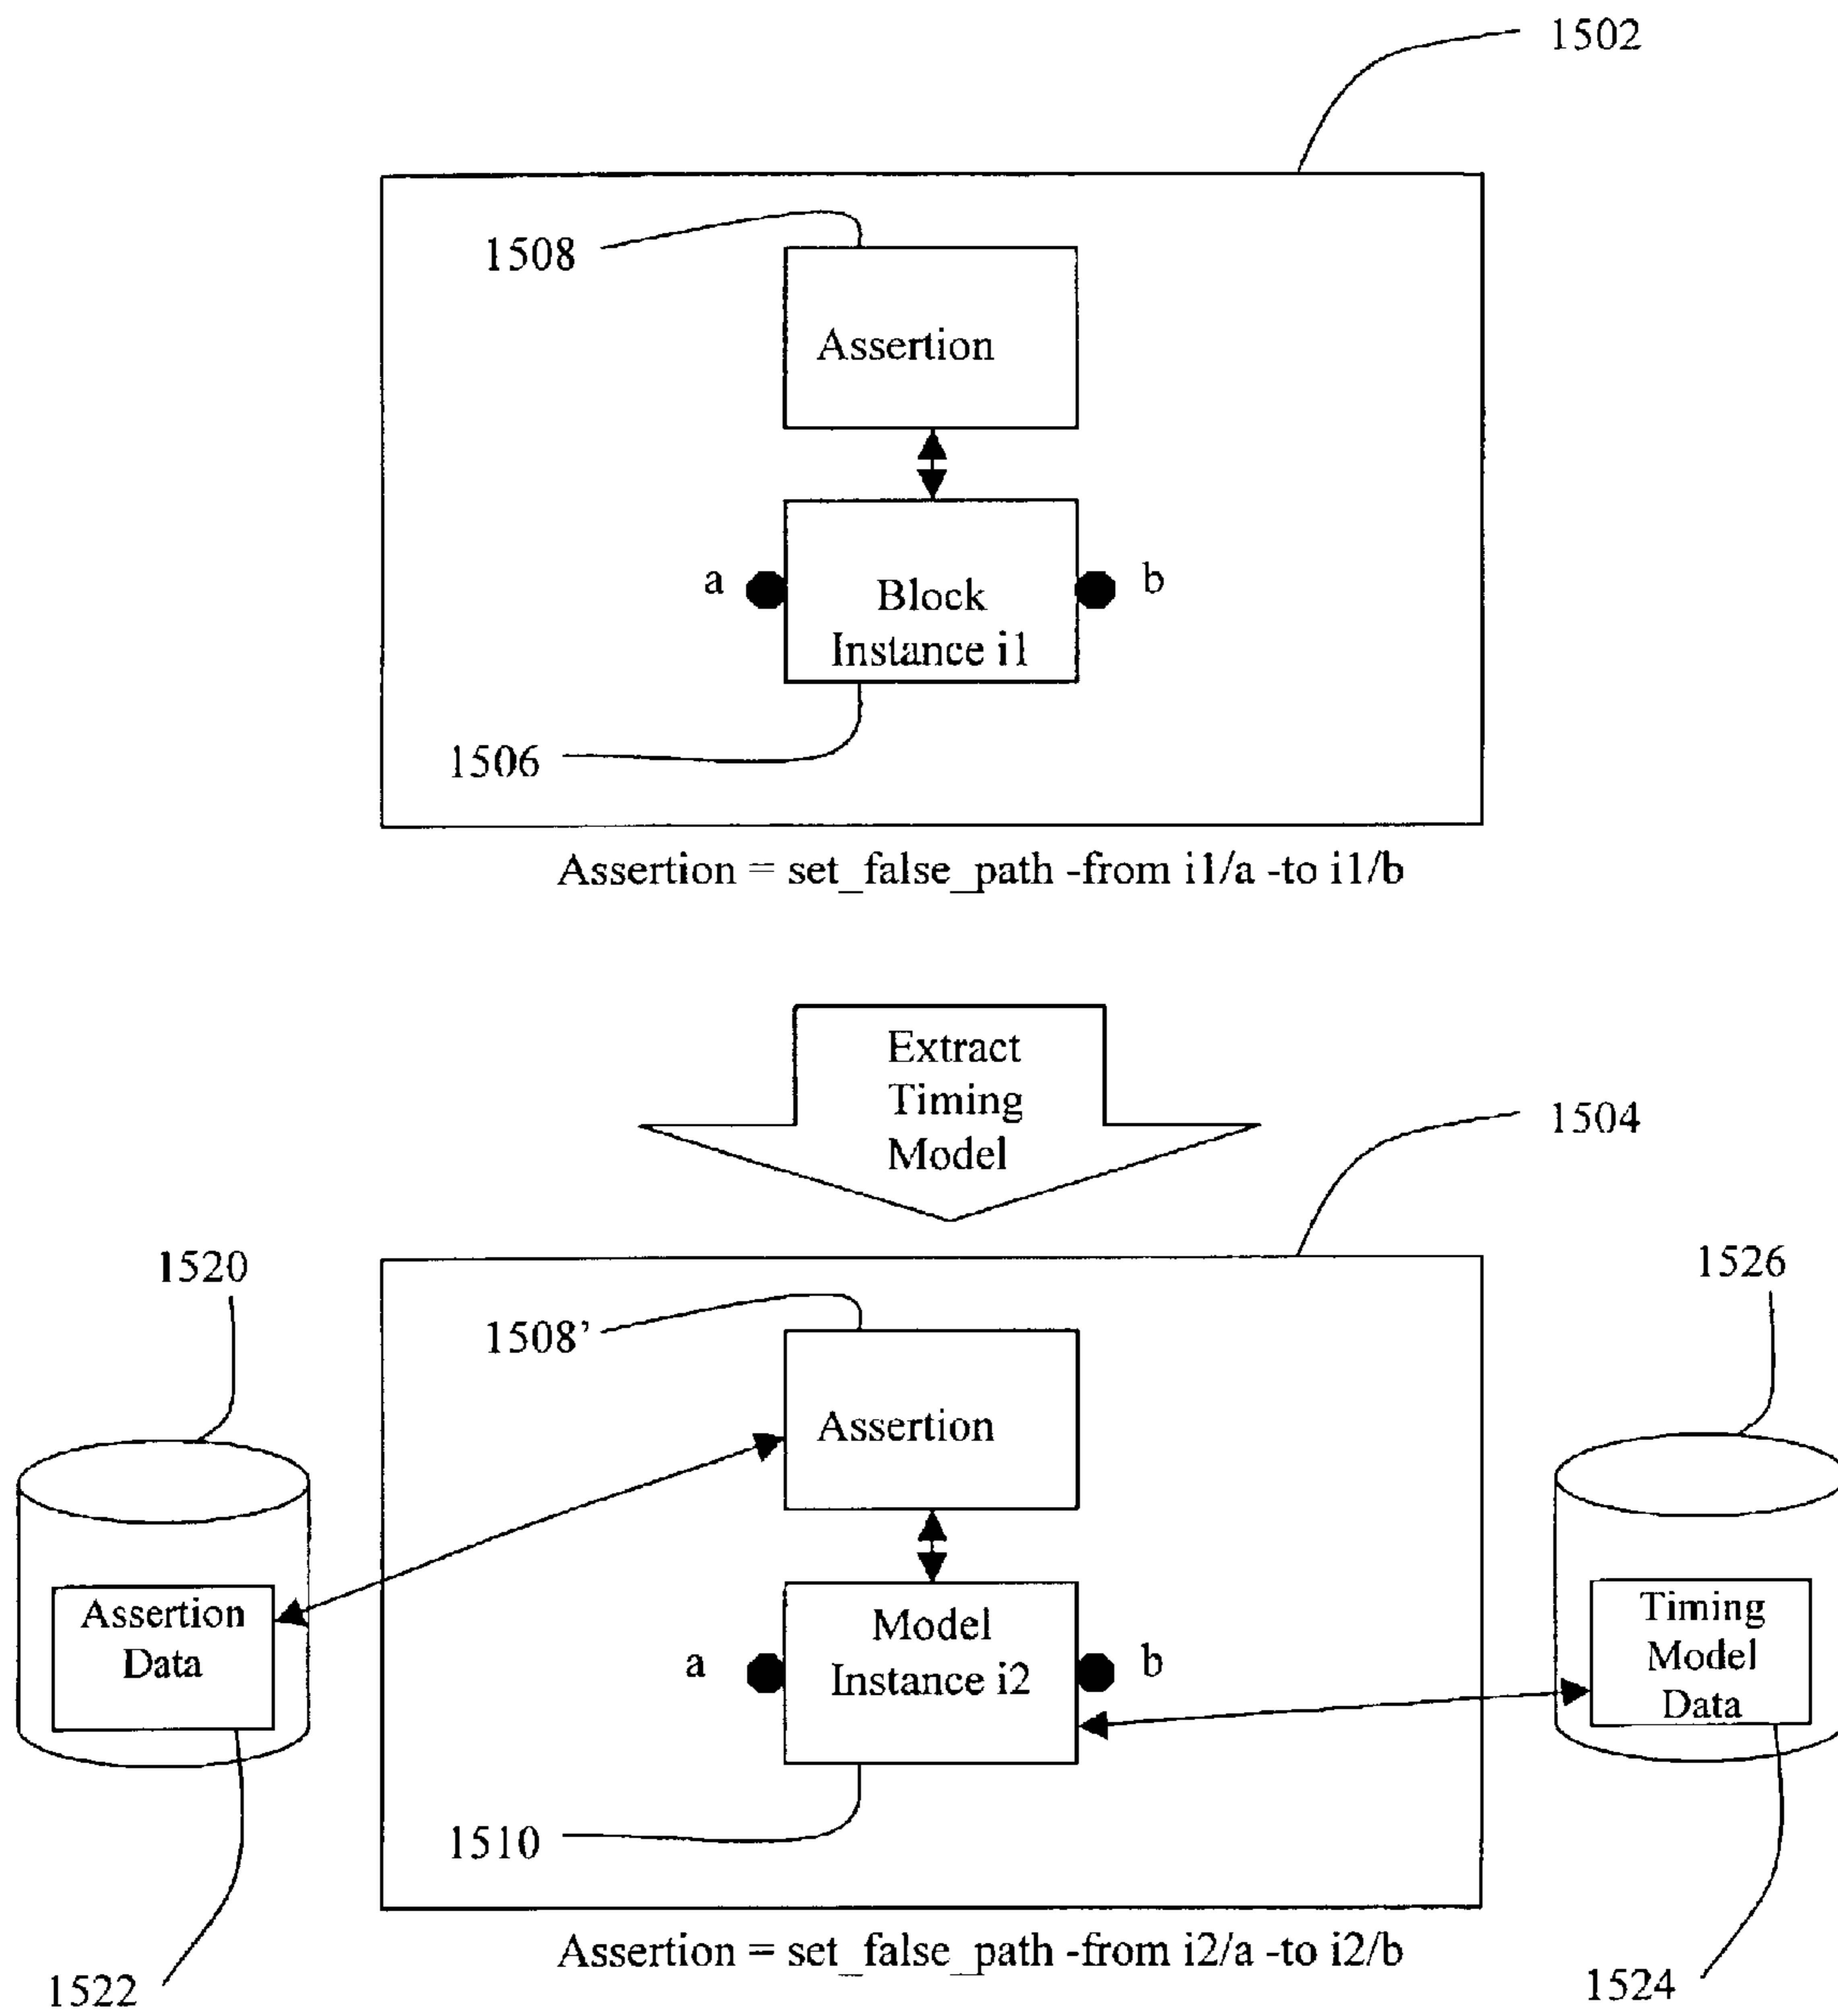 1502
1508
Assertion
a
b
Block
Instance i1
1506
Assertion = set_false_path -from i1/a -to i1/b
Extract
Timing
Model
1504
1520
1526
1508’
Assertion
Assertion
Data
Model
Instance i2
a
b
Timing
Model
Data
1510
Assertion = set_false_path -from i2/a -to i2/b
1522
1524